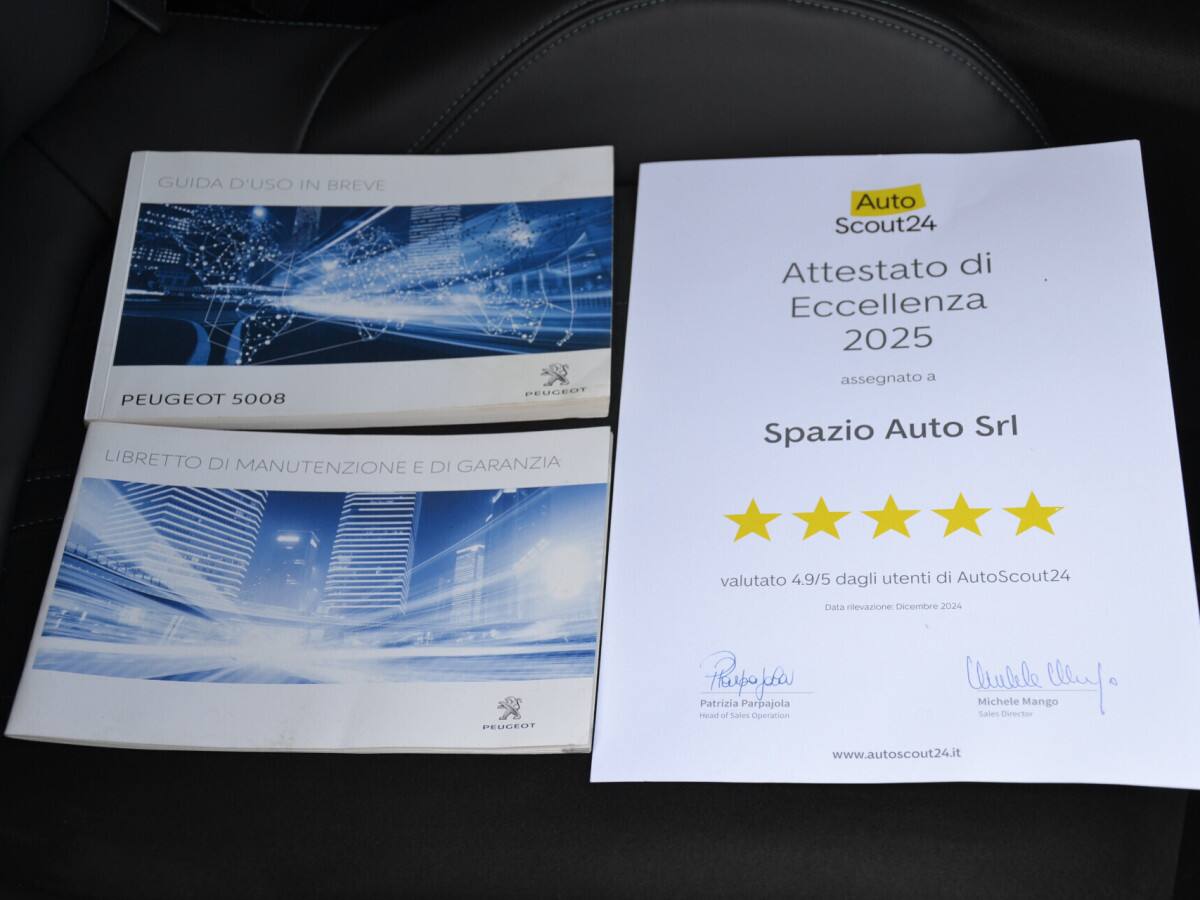 GUIDA D'USO IN BREVE
PEUGEOT
PEUGEOT 5008
LIBRETTO DI MANUTENZIONE E DI GARANZIA
PEUGEOT
Auto
Scout24
Attestato di
Eccellenza
2025
assegnato a
Spazio Auto Srl
valutato 4.9/5 dagli utenti di AutoScout24
Data rilevazione: Dicembre 2024
Patrizia Parpajola
Head of Sales Operation
Michele Mango
Sales Director
www.autoscout24.it